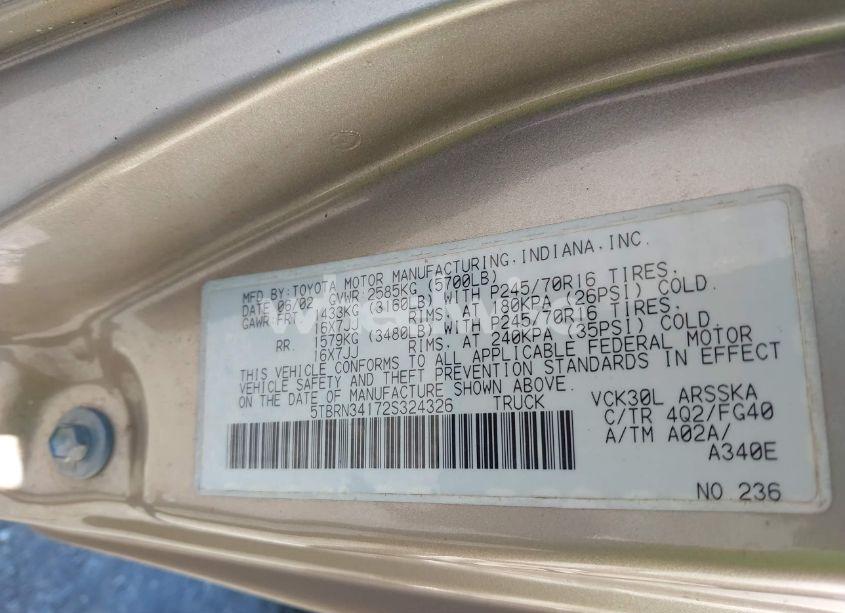 MFD BY:TOYOTA MOTOR MANUFACTURING,INDIANA,INC.
DATE 06/02 GVWR 2585KG (5700LB)
GAWR FRT 1433KG (3160LB) WITH P245/70R16 TIRES,
16X7JJ RIMS, AT 180KPA (26PSI) COLD.
RR. 1579KG (3480LB) WITH P245/70R16 TIRES,
16X7JJ RIMS, AT 240KPA (35PSI) COLD.
THIS VEHICLE CONFORMS TO ALL APPLICABLE FEDERAL MOTOR
VEHICLE SAFETY AND THEFT PREVENTION STANDARDS IN EFFECT
ON THE DATE OF MANUFACTURE SHOWN ABOVE.
5TBRN34172S324326 TRUCK
VCK30L ARSSKA
C/TR 4Q2/FG40
A/TM A02A/
A340E
NO 236